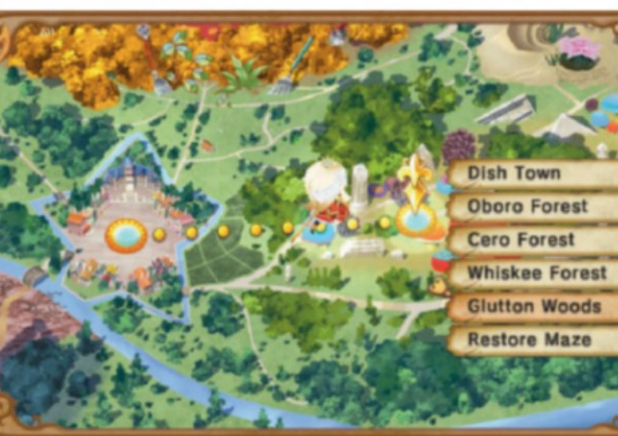 Dish Town
Oboro Forest
Cero Forest
Whiskee Forest
Glutton Woods
Restore Maze